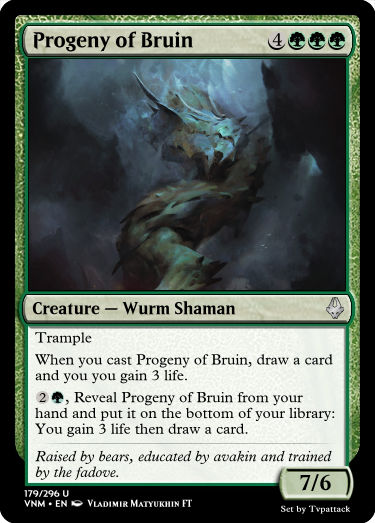 Progeny of Bruin 4
Creature — Wurm Shaman
Trample
When you cast Progeny of Bruin, draw a card
and you you gain 3 life.
2 , Reveal Progeny of Bruin from your
hand and put it on the bottom of your library:
You gain 3 life then draw a card.
Raised by bears, educated by avakin and trained
by the fadove.
7/6
179/296 U
VNM • EN Vladimir Matyukhin FT
Set by Tvpattack